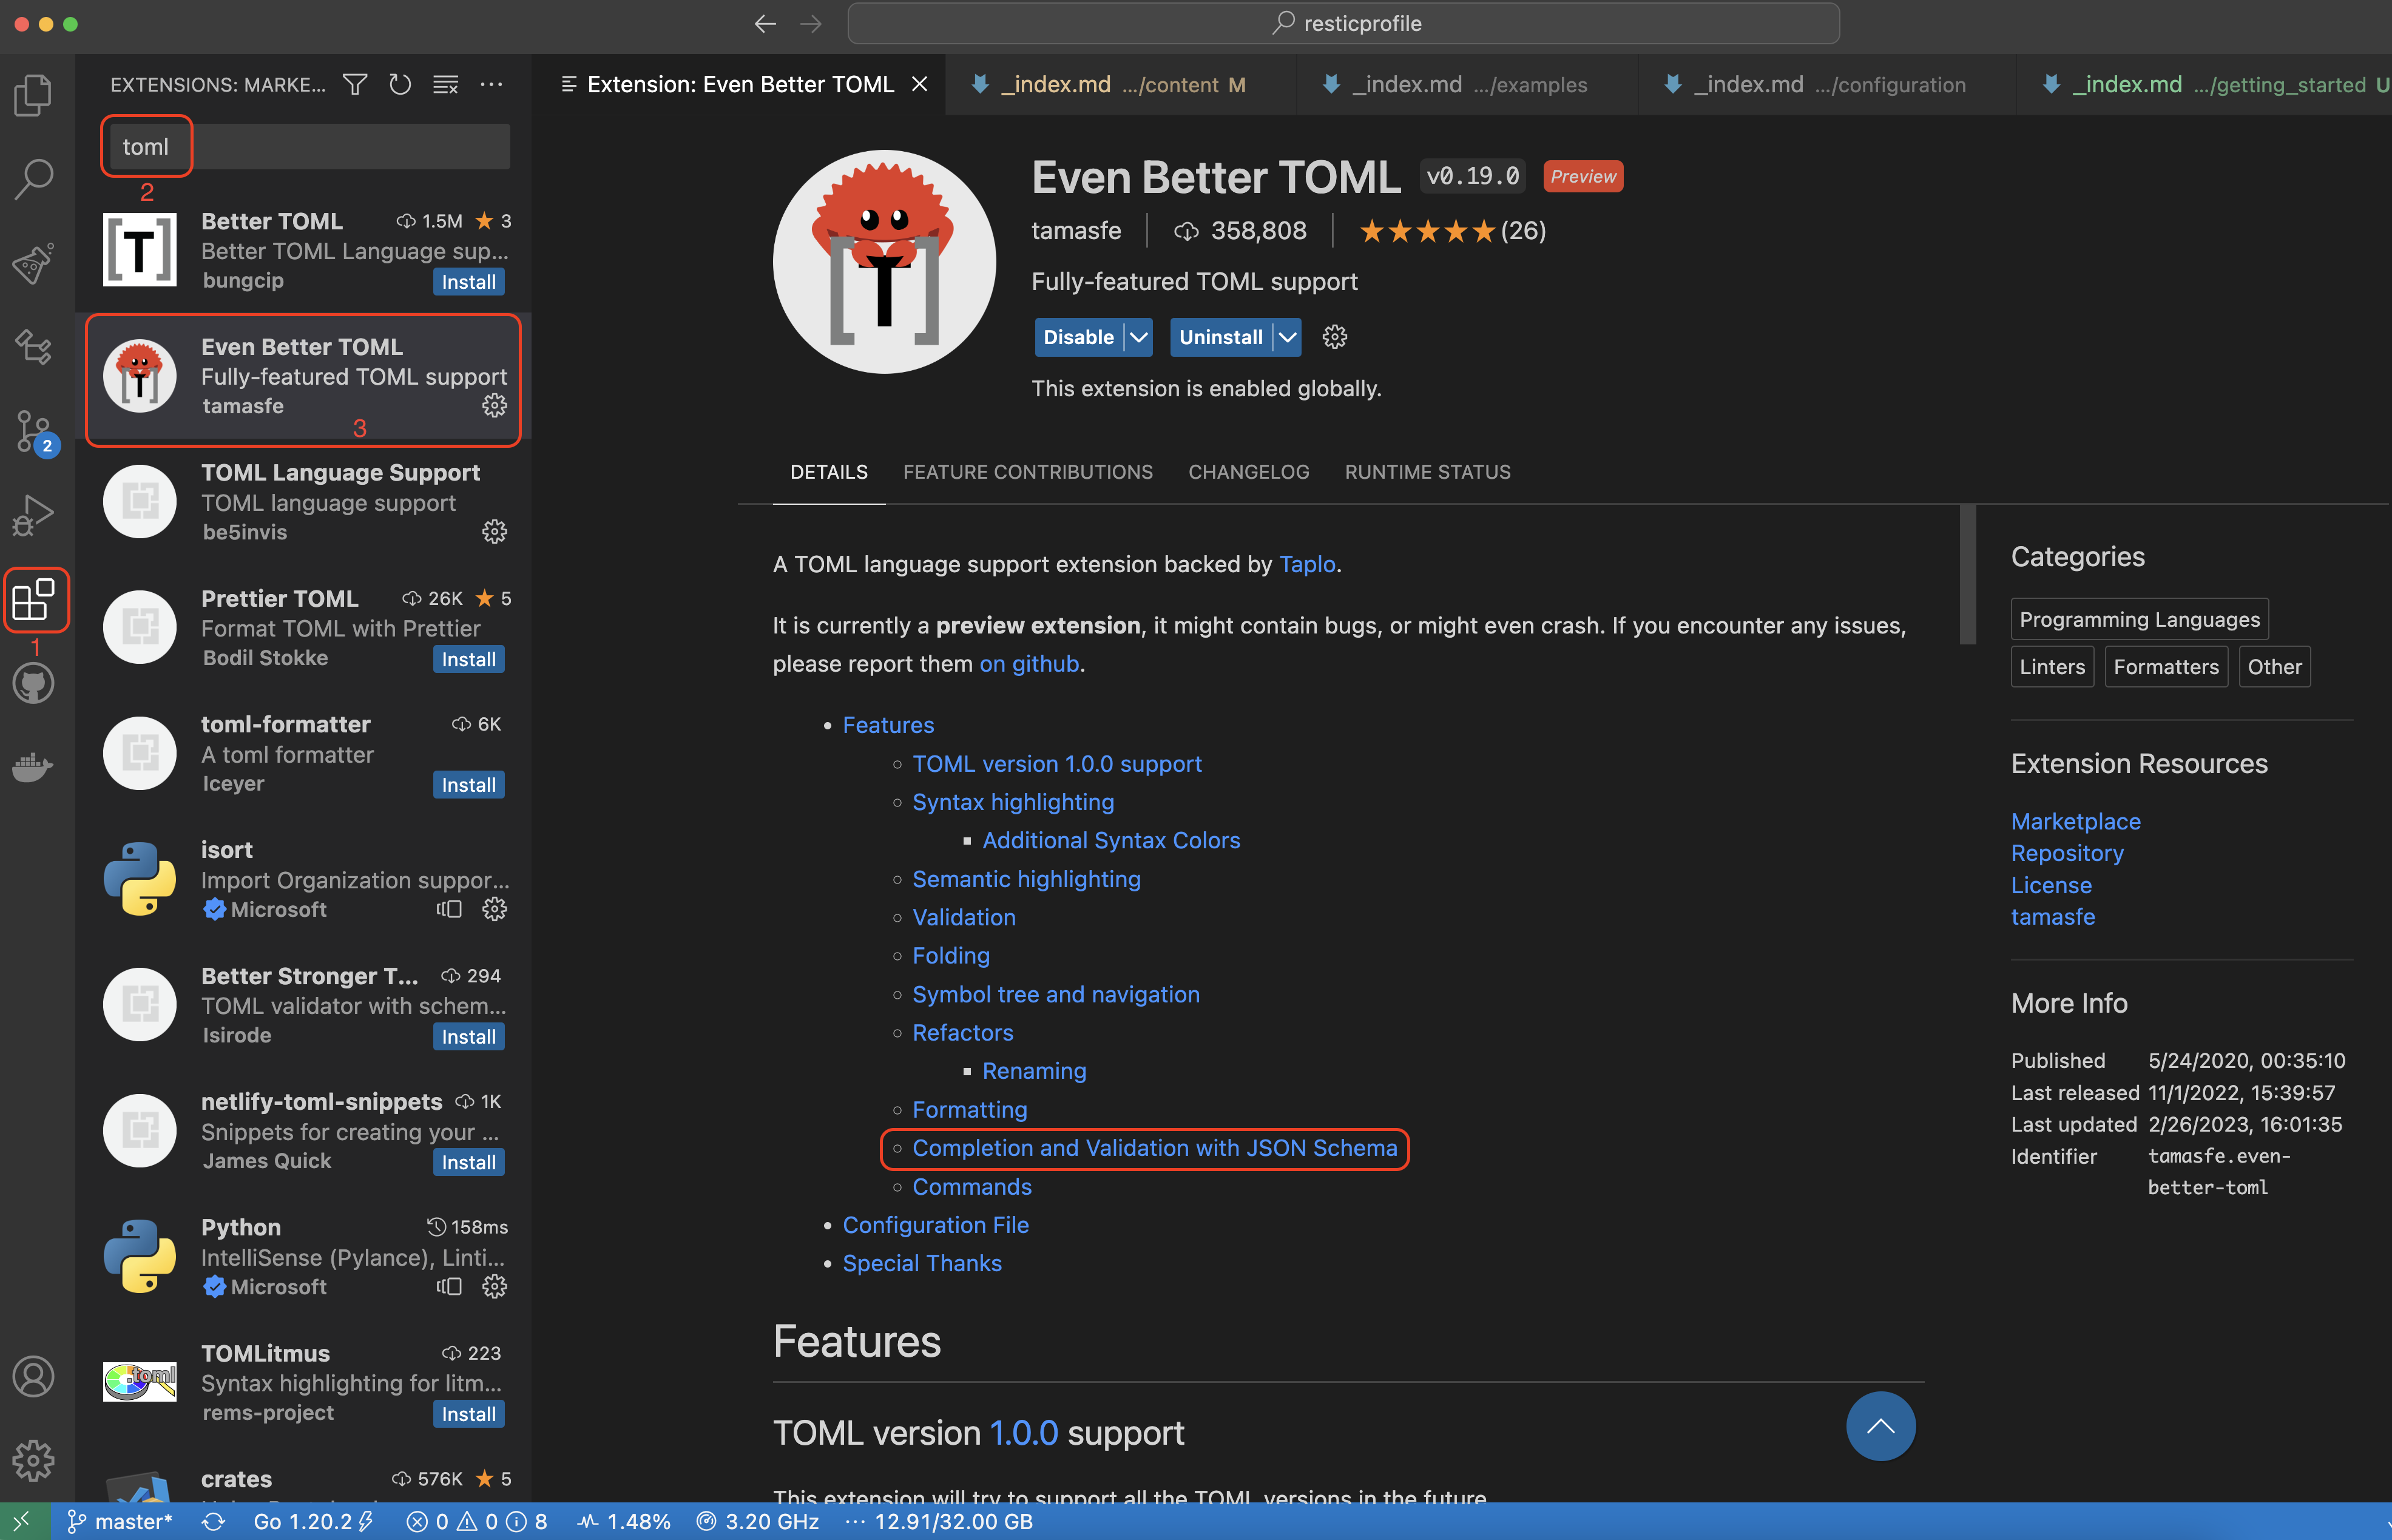 resticprofile
EXTENSIONS: MARKE...
Extension: Even Better TOML
_index.md .../content M
_index.md .../examples
_index.md .../configuration
_index.md .../getting_started U
toml
2
Better TOML 1.5M 3
Better TOML Language sup...
bungcip Install
Even Better TOML
Fully-featured TOML support
tamasfe
3
TOML Language Support
TOML language support
be5invis
1
Prettier TOML 26K 5
Format TOML with Prettier
Bodil Stokke Install
toml-formatter 6K
A toml formatter
Iceyer Install
isort
Import Organization suppor...
Microsoft
Better Stronger T... 294
TOML validator with schem...
Isirode Install
netlify-toml-snippets 1K
Snippets for creating your ...
James Quick Install
Python 158ms
IntelliSense (Pylance), Linti...
Microsoft
TOMLitmus 223
Syntax highlighting for litm...
rems-project Install
.toml
crates 576K 5
2
Even Better TOML v0.19.0 Preview
tamasfe 358,808 (26)
Fully-featured TOML support
Disable Uninstall
This extension is enabled globally.
DETAILS FEATURE CONTRIBUTIONS CHANGELOG RUNTIME STATUS
A TOML language support extension backed by Taplo.
It is currently a preview extension, it might contain bugs, or might even crash. If you encounter any issues,
please report them on github.
Features
TOML version 1.0.0 support
Syntax highlighting
Additional Syntax Colors
Semantic highlighting
Validation
Folding
Symbol tree and navigation
Refactors
Renaming
Formatting
Completion and Validation with JSON Schema
Commands
Configuration File
Special Thanks
Features
TOML version 1.0.0 support
This extension will try to support all the TOML versions in the future
Categories
Programming Languages
Linters Formatters Other
Extension Resources
Marketplace
Repository
License
tamasfe
More Info
Published 5/24/2020, 00:35:10
Last released 11/1/2022, 15:39:57
Last updated 2/26/2023, 16:01:35
Identifier tamasfe.even-
better-toml
master* Go 1.20.2 0 0 8 1.48% 3.20 GHz 12.91/32.00 GB